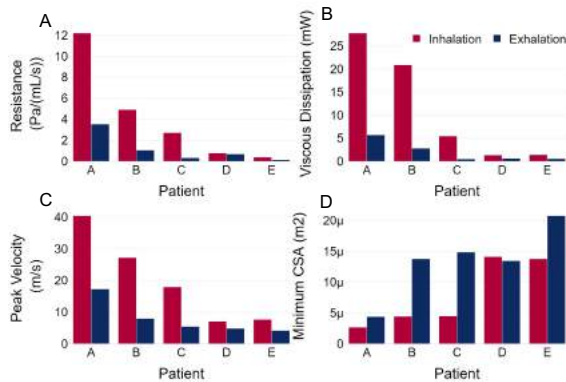 A
Resistance
(Pa/(mL/s))
12
10
8
6
4
2
0
A B C D E
Patient
B
Inhalation Exhalation
Viscous Dissipation (mW)
25
20
15
10
5
0
A B C D E
Patient
C
Peak Velocity
(m/s)
40
30
20
10
0
A B C D E
Patient
D
Minimum CSA (m2)
20μ
15μ
10μ
5μ
0
A B C D E
Patient